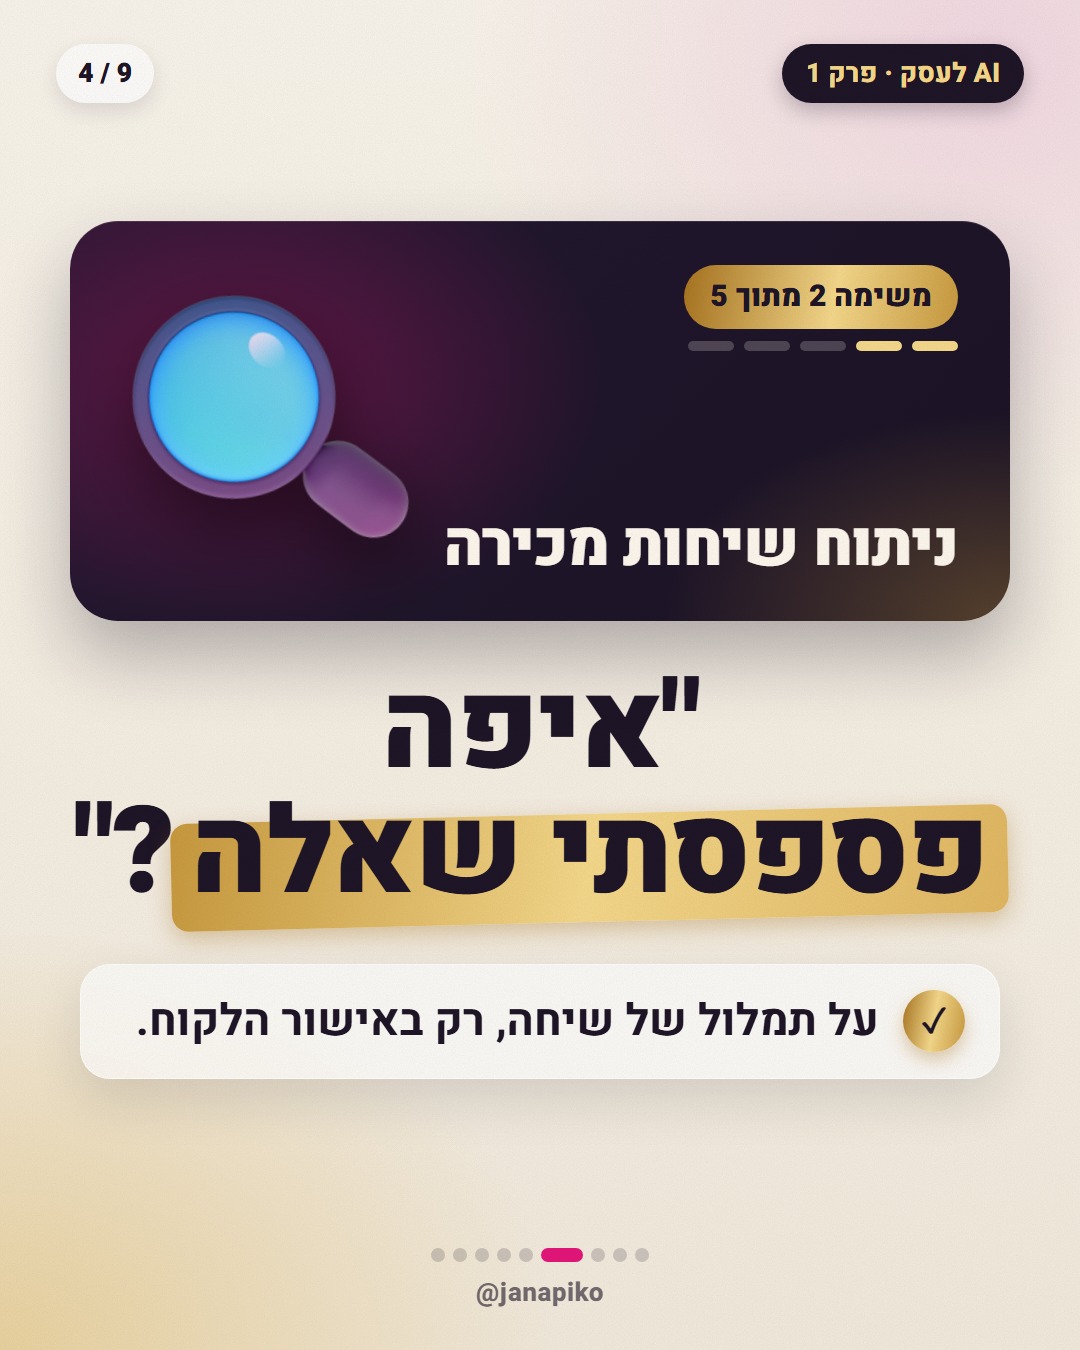 AI לעסק · פרק 1
4 / 9
משימה 2 מתוך 5
ניתוח שיחות מכירה
"איפה
פספסתי שאלה?"
✓ על תמלול של שיחה, רק באישור הלקוח.
@janapiko